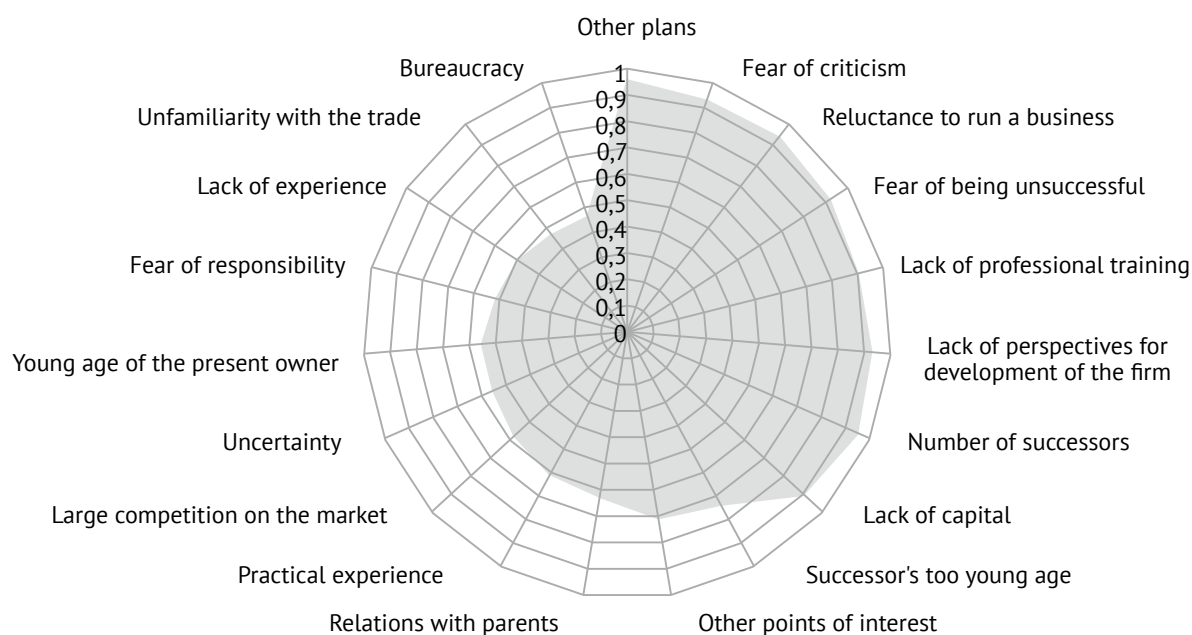 Other plans
Bureaucracy
Fear of criticism
Unfamiliarity with the trade
Reluctance to run a business
Lack of experience
Fear of being unsuccessful
Fear of responsibility
Lack of professional training
Young age of the present owner
Lack of perspectives for
development of the firm
Uncertainty
Number of successors
Large competition on the market
Lack of capital
Practical experience
Successor's too young age
Relations with parents
Other points of interest
1
0,9
0,8
0,7
0,6
0,5
0,4
0,3
0,2
0,1
0